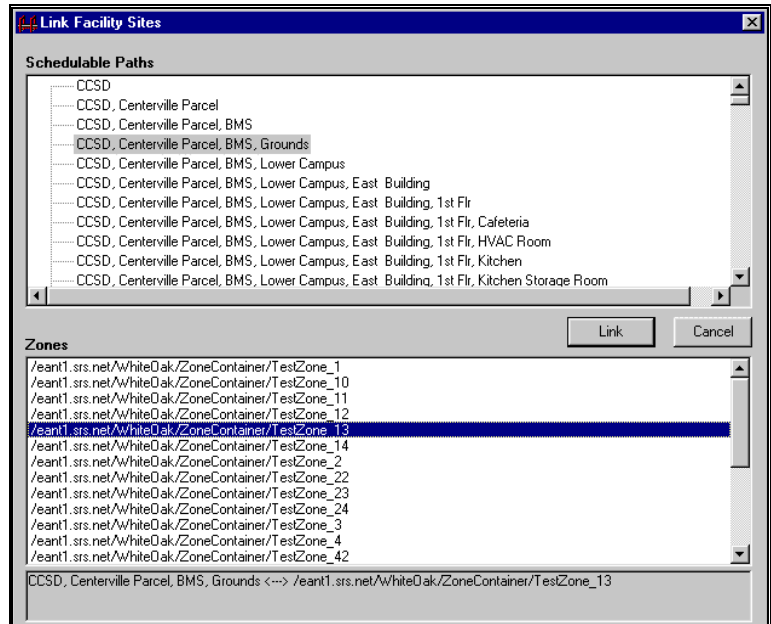 Link Facility Sites
Schedulable Paths
CCSD
CCSD, Centerville Parcel
CCSD, Centerville Parcel, BMS
CCSD, Centerville Parcel, BMS, Grounds
CCSD, Centerville Parcel, BMS, Lower Campus
CCSD, Centerville Parcel, BMS, Lower Campus, East  Building
CCSD, Centerville Parcel, BMS, Lower Campus, East  Building, 1st Flr
CCSD, Centerville Parcel, BMS, Lower Campus, East  Building, 1st Flr, Cafeteria
CCSD, Centerville Parcel, BMS, Lower Campus, East  Building, 1st Flr, HVAC Room
CCSD, Centerville Parcel, BMS, Lower Campus, East  Building, 1st Flr, Kitchen
CCSD, Centerville Parcel, BMS, Lower Campus, East  Building, 1st Flr, Kitchen Storage Room
Link Cancel
Zones
/eant1.srs.net/WhiteOak/ZoneContainer/TestZone_1
/eant1.srs.net/WhiteOak/ZoneContainer/TestZone_10
/eant1.srs.net/WhiteOak/ZoneContainer/TestZone_11
/eant1.srs.net/WhiteOak/ZoneContainer/TestZone_12
/eant1.srs.net/WhiteOak/ZoneContainer/TestZone_13
/eant1.srs.net/WhiteOak/ZoneContainer/TestZone_14
/eant1.srs.net/WhiteOak/ZoneContainer/TestZone_2
/eant1.srs.net/WhiteOak/ZoneContainer/TestZone_22
/eant1.srs.net/WhiteOak/ZoneContainer/TestZone_23
/eant1.srs.net/WhiteOak/ZoneContainer/TestZone_24
/eant1.srs.net/WhiteOak/ZoneContainer/TestZone_3
/eant1.srs.net/WhiteOak/ZoneContainer/TestZone_4
/eant1.srs.net/WhiteOak/ZoneContainer/TestZone_42
CCSD, Centerville Parcel, BMS, Grounds <---> /eant1.srs.net/WhiteOak/ZoneContainer/TestZone_13